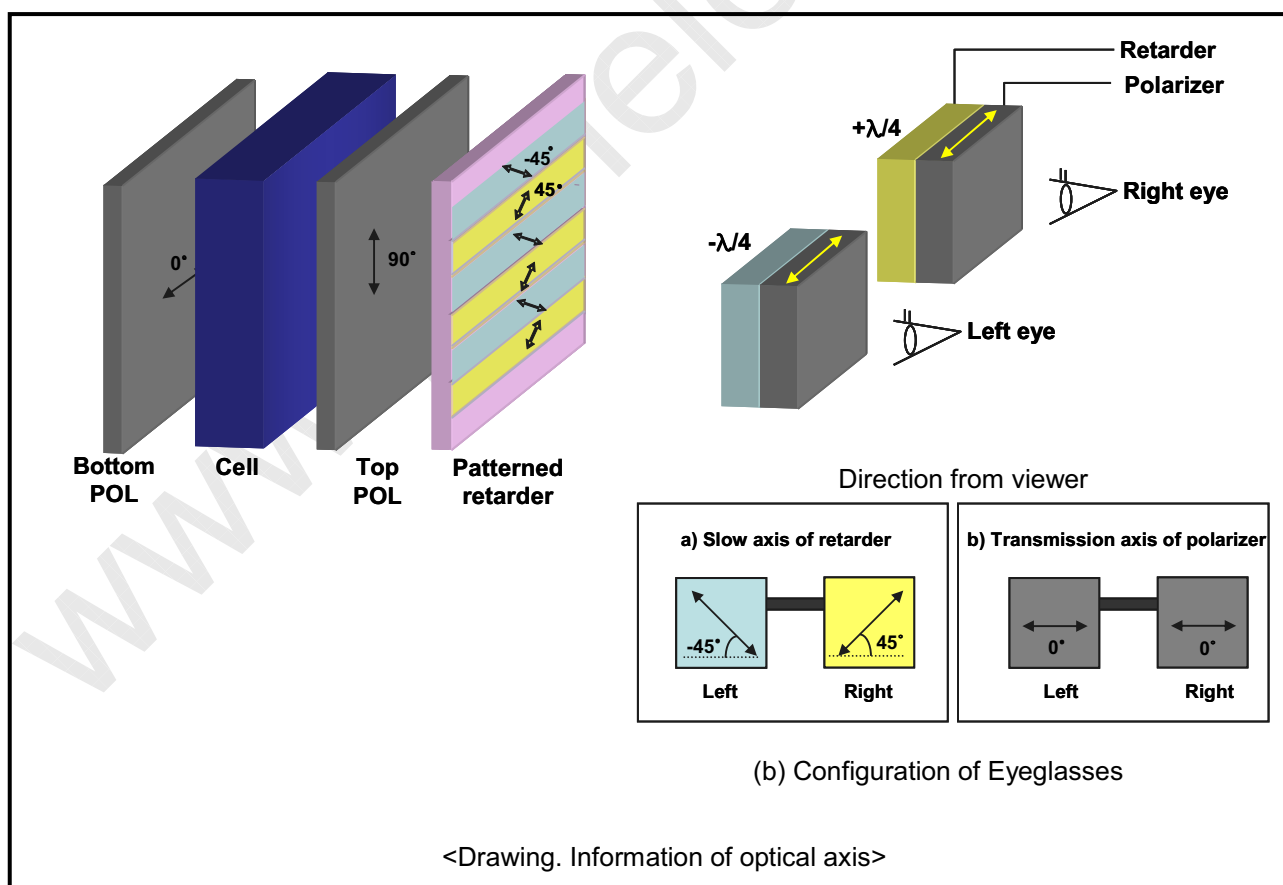 Retarder
Polarizer
+λ/4
Right eye
-λ/4
Left eye
-45°
45°
0°
90°
Bottom
POL
Cell
Top
POL
Patterned
retarder
Direction from viewer
a) Slow axis of retarder
-45°
45°
Left
Right
b) Transmission axis of polarizer
0°
0°
Left
Right
(b) Configuration of Eyeglasses
<Drawing. Information of optical axis>